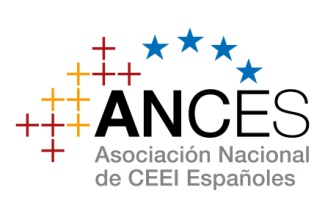 ANCES
Asociación Nacional
de CEEI Españoles